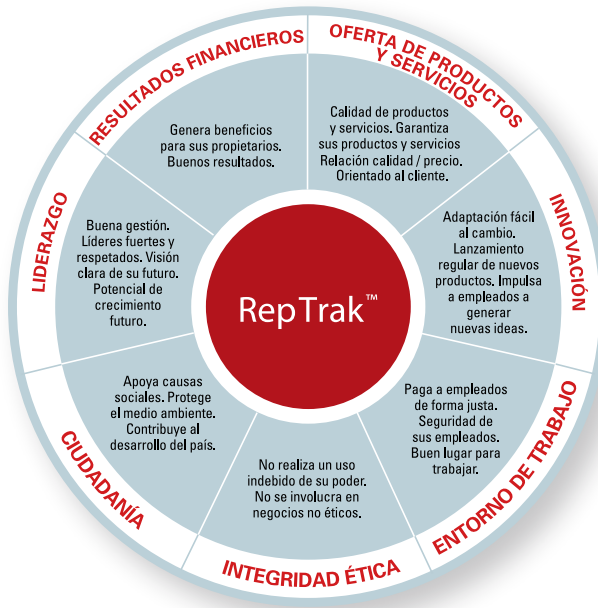 RESULTADOS FINANCIEROS
Genera beneficios
para sus propietarios.
Buenos resultados.
OFERTA DE PRODUCTOS
Y SERVICIOS
Calidad de productos
y servicios. Garantiza
sus productos y servicios
Relación calidad / precio.
Orientado al cliente.
INNOVACIÓN
Adaptación fácil
al cambio.
Lanzamiento
regular de nuevos
productos. Impulsa
a empleados a
generar
nuevas ideas.
ENTORNO DE TRABAJO
Paga a empleados
de forma justa.
Seguridad de
sus empleados.
Buen lugar para
trabajar.
INTEGRIDAD ÉTICA
No realiza un uso
indebido de su poder.
No se involucra en
negocios no éticos.
CIUDADANÍA
Apoya causas
sociales. Protege
el medio ambiente.
Contribuye al
desarrollo del país.
LIDERAZGO
Buena gestión.
Líderes fuertes y
respetados. Visión
clara de su futuro.
Potencial de
crecimiento
futuro.
RepTrak™